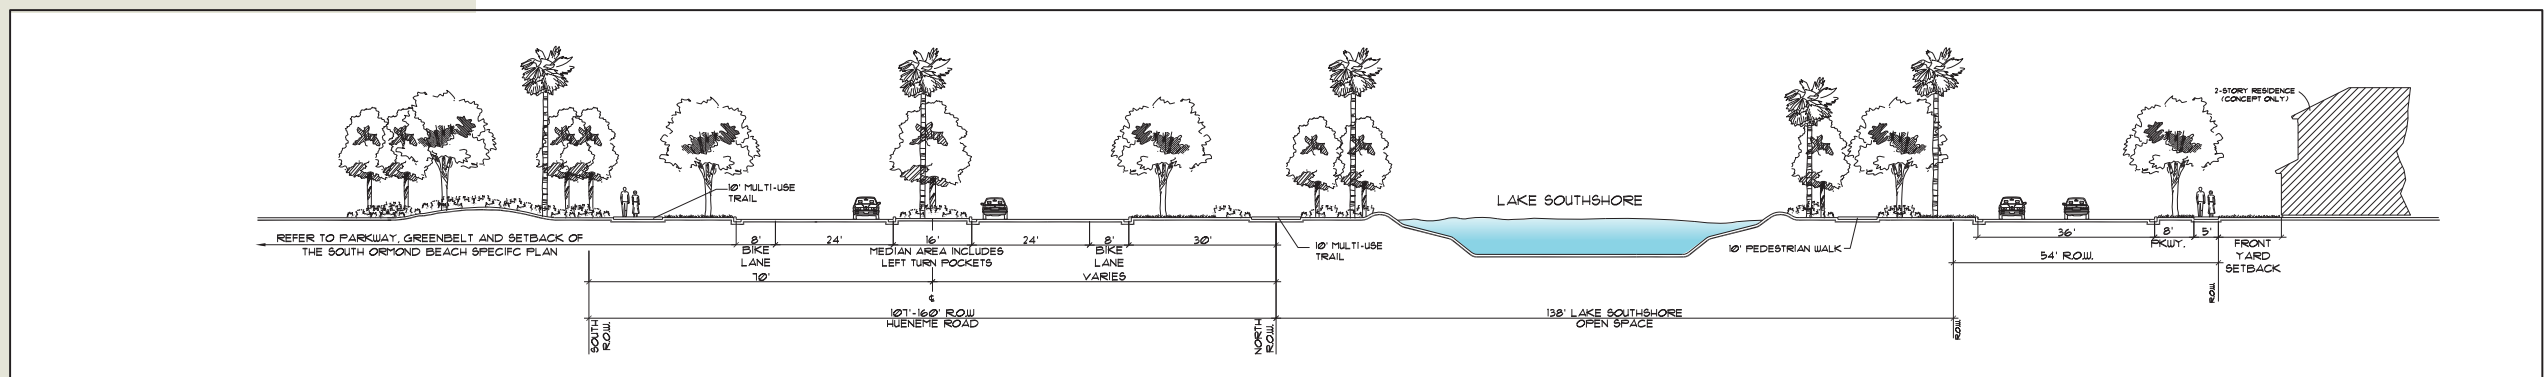 2-STORY RESIDENCE
(CONCEPT ONLY)
10' MULTI-USE
TRAIL
LAKE SOUTHSHORE
REFER TO PARKWAY, GREENBELT AND SETBACK OF
THE SOUTH ORMOND BEACH SPECIFC PLAN
8'
BIKE
LANE
24'
16'
MEDIAN AREA INCLUDES
LEFT TURN POCKETS
24'
8'
BIKE
LANE
30'
10' MULTI-USE
TRAIL
10' PEDESTRIAN WALK
36'
8'
PKWY.
5'
FRONT
YARD
SETBACK
54' R.O.W.
70'
VARIES
℄
R.O.W.
107'-160' R.O.W
HUENEME ROAD
138' LAKE SOUTHSHORE
OPEN SPACE
SOUTH
R.O.W.
NORTH
R.O.W.
R.O.W.